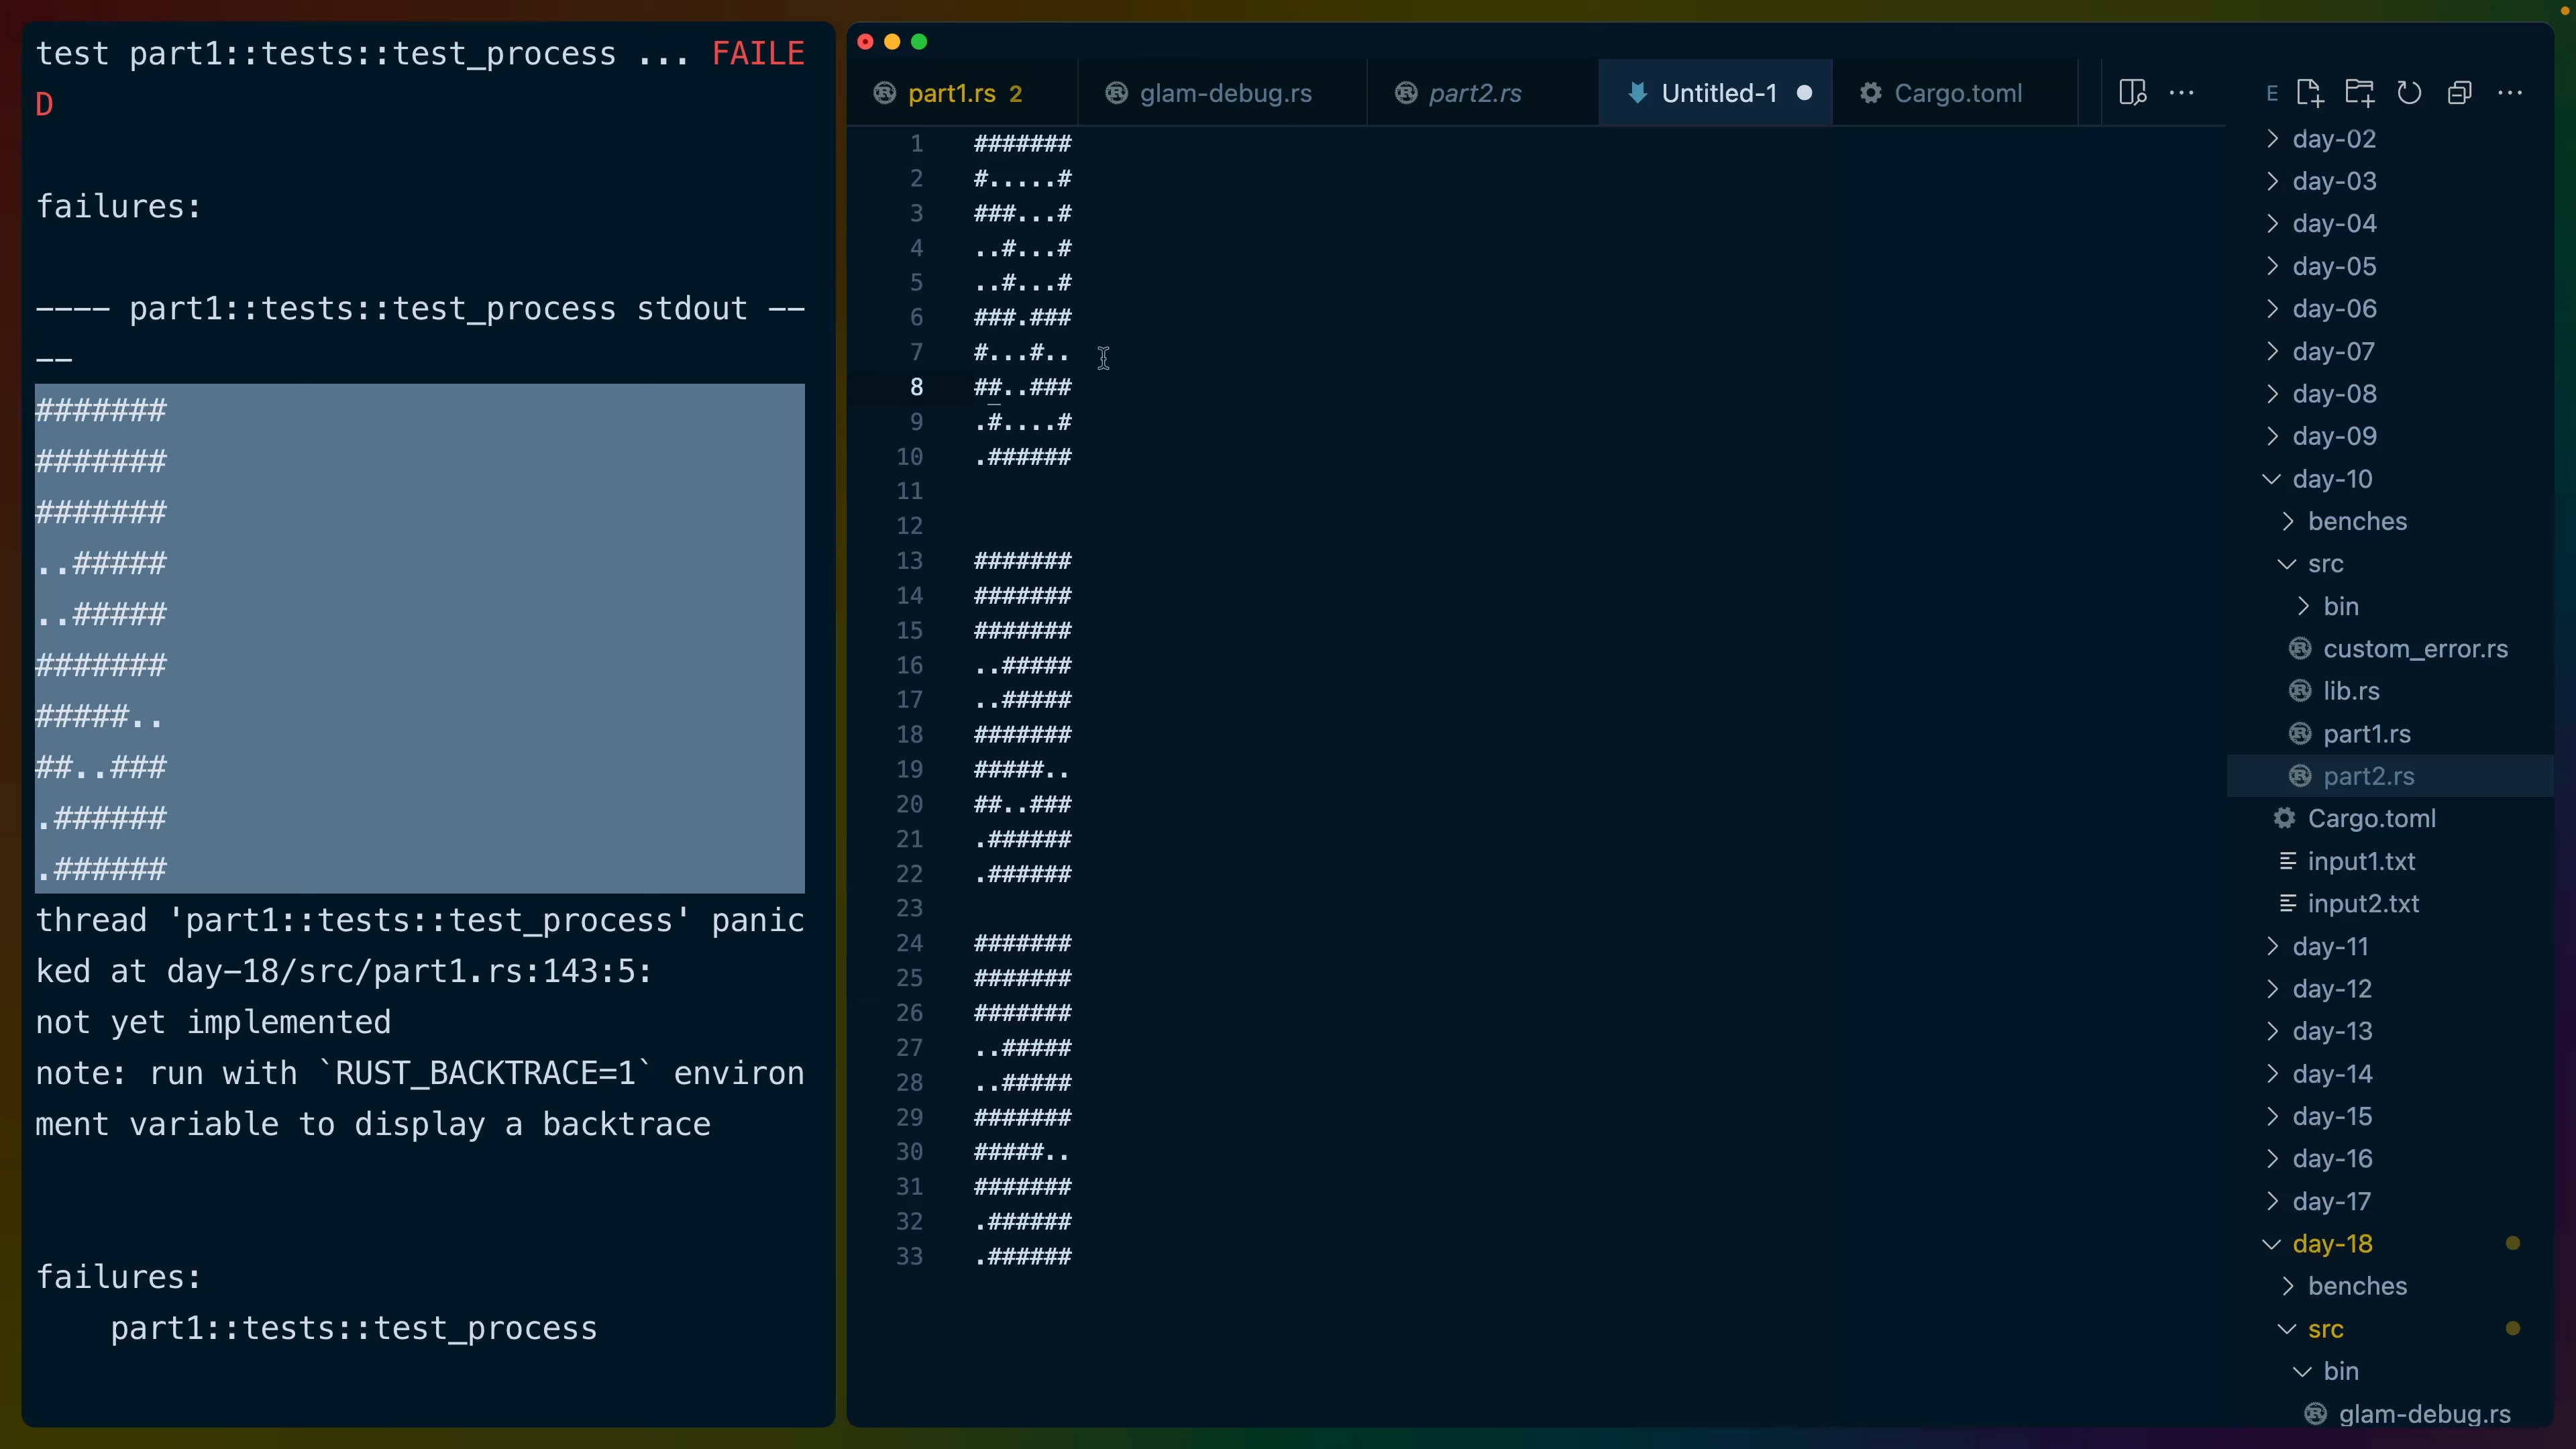 test part1::tests::test_process ... FAILE
D
failures:
---- part1::tests::test_process stdout --
--
#######
#######
#######
..#####
..#####
#######
#####..
##..###
.######
.######
thread 'part1::tests::test_process' panic
ked at day-18/src/part1.rs:143:5:
not yet implemented
note: run with `RUST_BACKTRACE=1` environ
ment variable to display a backtrace
failures:
    part1::tests::test_process
part1.rs 2
glam-debug.rs
part2.rs
Untitled-1
Cargo.toml
1 #######
2 #.....#
3 ###...#
4 ..#...#
5 ..#...#
6 ###.###
7 #...#..
8 ##..###
9 .#....#
10 .######
11
12
13 #######
14 #######
15 #######
16 ..#####
17 ..#####
18 #######
19 #####..
20 ##..###
21 .######
22 .######
23
24 #######
25 #######
26 #######
27 ..#####
28 ..#####
29 #######
30 #####..
31 #######
32 .######
33 .######
E
day-02
day-03
day-04
day-05
day-06
day-07
day-08
day-09
day-10
benches
src
bin
custom_error.rs
lib.rs
part1.rs
part2.rs
Cargo.toml
input1.txt
input2.txt
day-11
day-12
day-13
day-14
day-15
day-16
day-17
day-18
benches
src
bin
glam-debug.rs